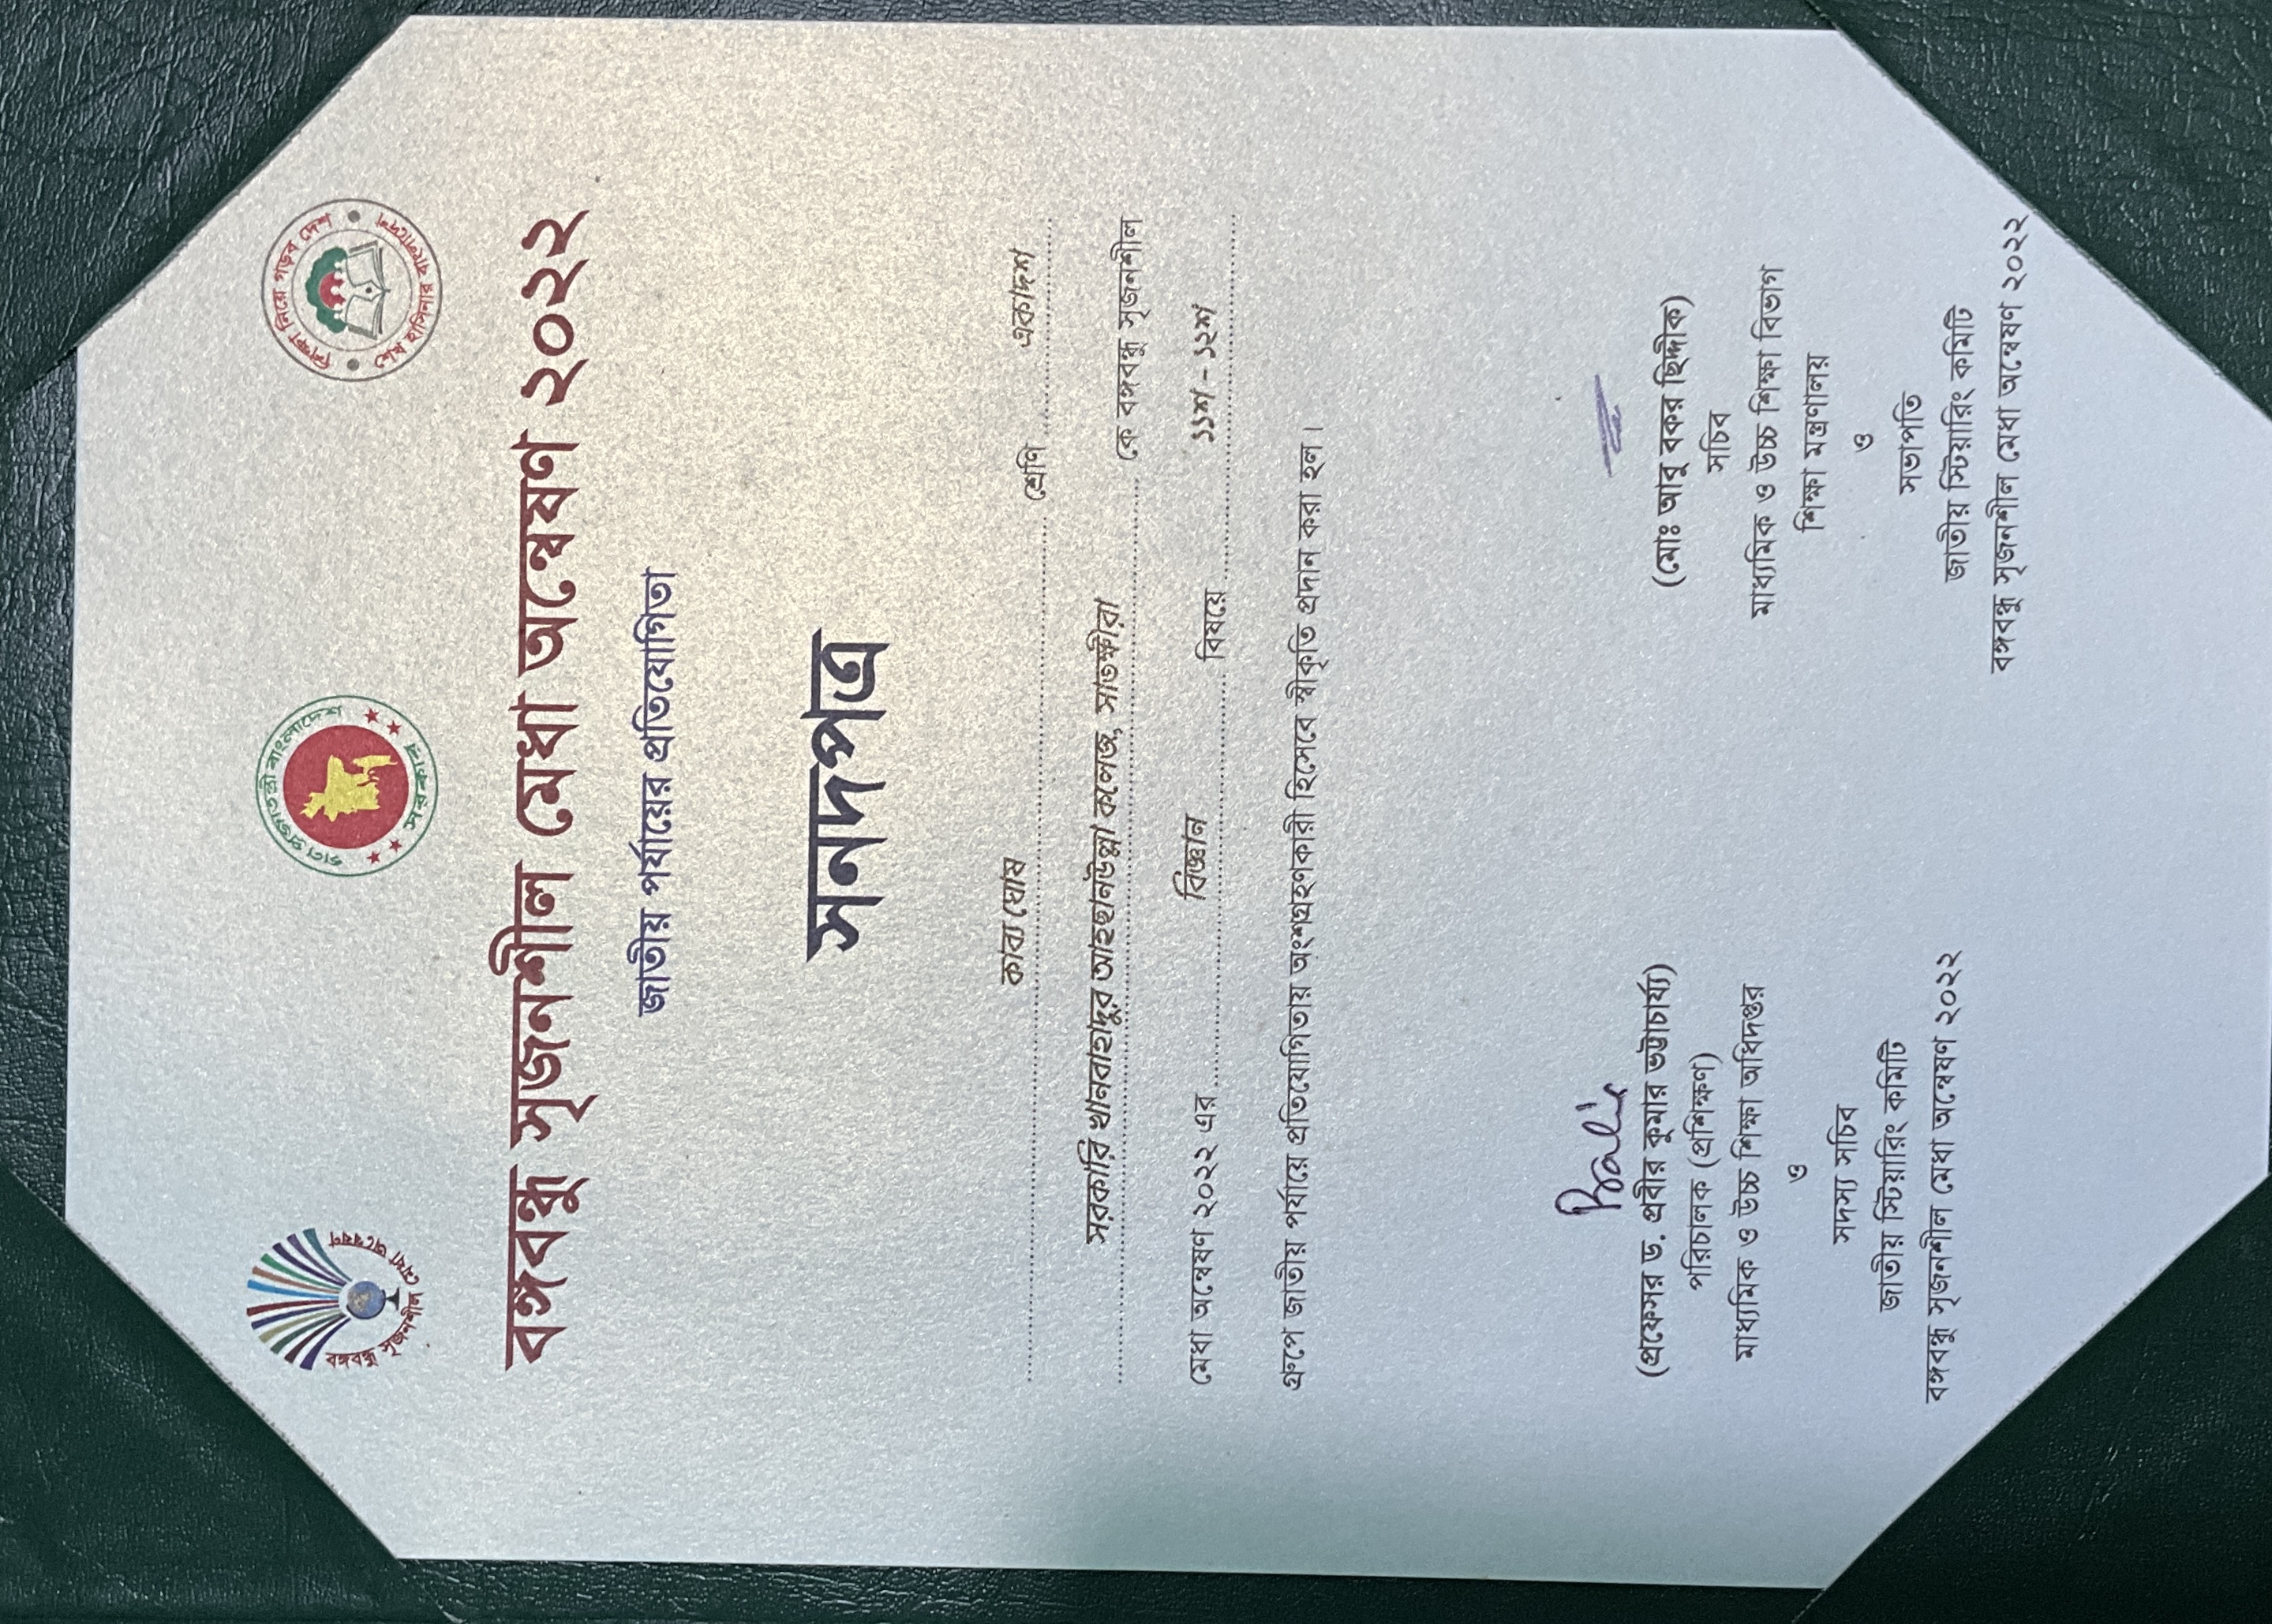 বঙ্গবন্ধু সৃজনশীল মেধা অন্বেষণ
গণপ্রজাতন্ত্রী বাংলাদেশ সরকার
শিক্ষা নিয়ে গড়ব দেশ
শেখ হাসিনার বাংলাদেশ
বঙ্গবন্ধু সৃজনশীল মেধা অন্বেষণ ২০২২
জাতীয় পর্যায়ের প্রতিযোগিতা
সনদপত্র
কাব্য ঘোষ শ্রেণি একাদশ
সরকারি খানবাহাদুর আহছানউল্লা কলেজ, সাতক্ষীরা কে বঙ্গবন্ধু সৃজনশীল
মেধা অন্বেষণ ২০২২ এর বিজ্ঞান বিষয়ে ১১শ - ১২শ
গ্রুপে জাতীয় পর্যায়ে প্রতিযোগিতায় অংশগ্রহণকারী হিসেবে স্বীকৃতি প্রদান করা হল।
(প্রফেসর ড. প্রবীর কুমার ভট্টাচার্য্য)
পরিচালক (প্রশিক্ষণ)
মাধ্যমিক ও উচ্চ শিক্ষা অধিদপ্তর
ও
সদস্য সচিব
জাতীয় স্টিয়ারিং কমিটি
বঙ্গবন্ধু সৃজনশীল মেধা অন্বেষণ ২০২২
(মোঃ আবু বকর ছিদ্দীক)
সচিব
মাধ্যমিক ও উচ্চ শিক্ষা বিভাগ
শিক্ষা মন্ত্রণালয়
ও
সভাপতি
জাতীয় স্টিয়ারিং কমিটি
বঙ্গবন্ধু সৃজনশীল মেধা অন্বেষণ ২০২২